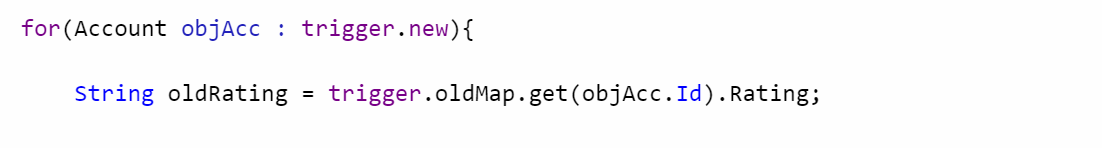 for(Account objAcc : trigger.new){
String oldRating = trigger.oldMap.get(objAcc.Id).Rating;